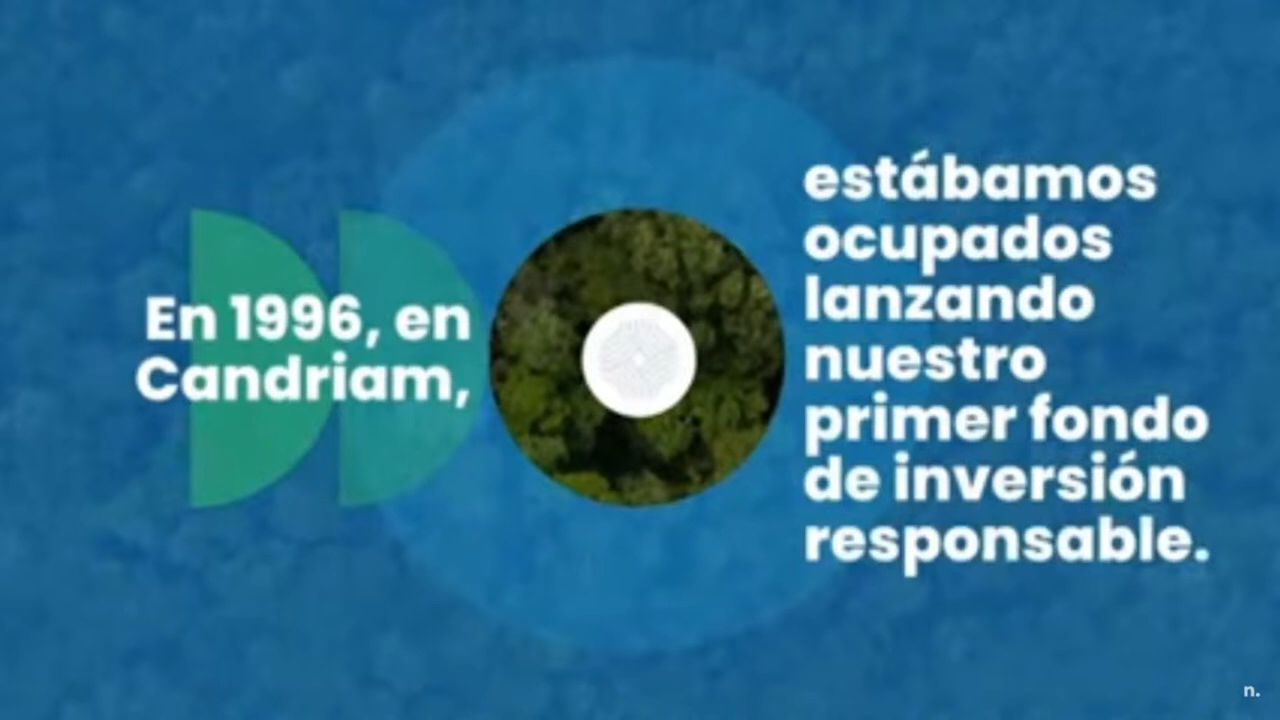 En 1996, en
Candriam,
estábamos
ocupados
lanzando
nuestro
primer fondo
de inversión
responsable.
n.